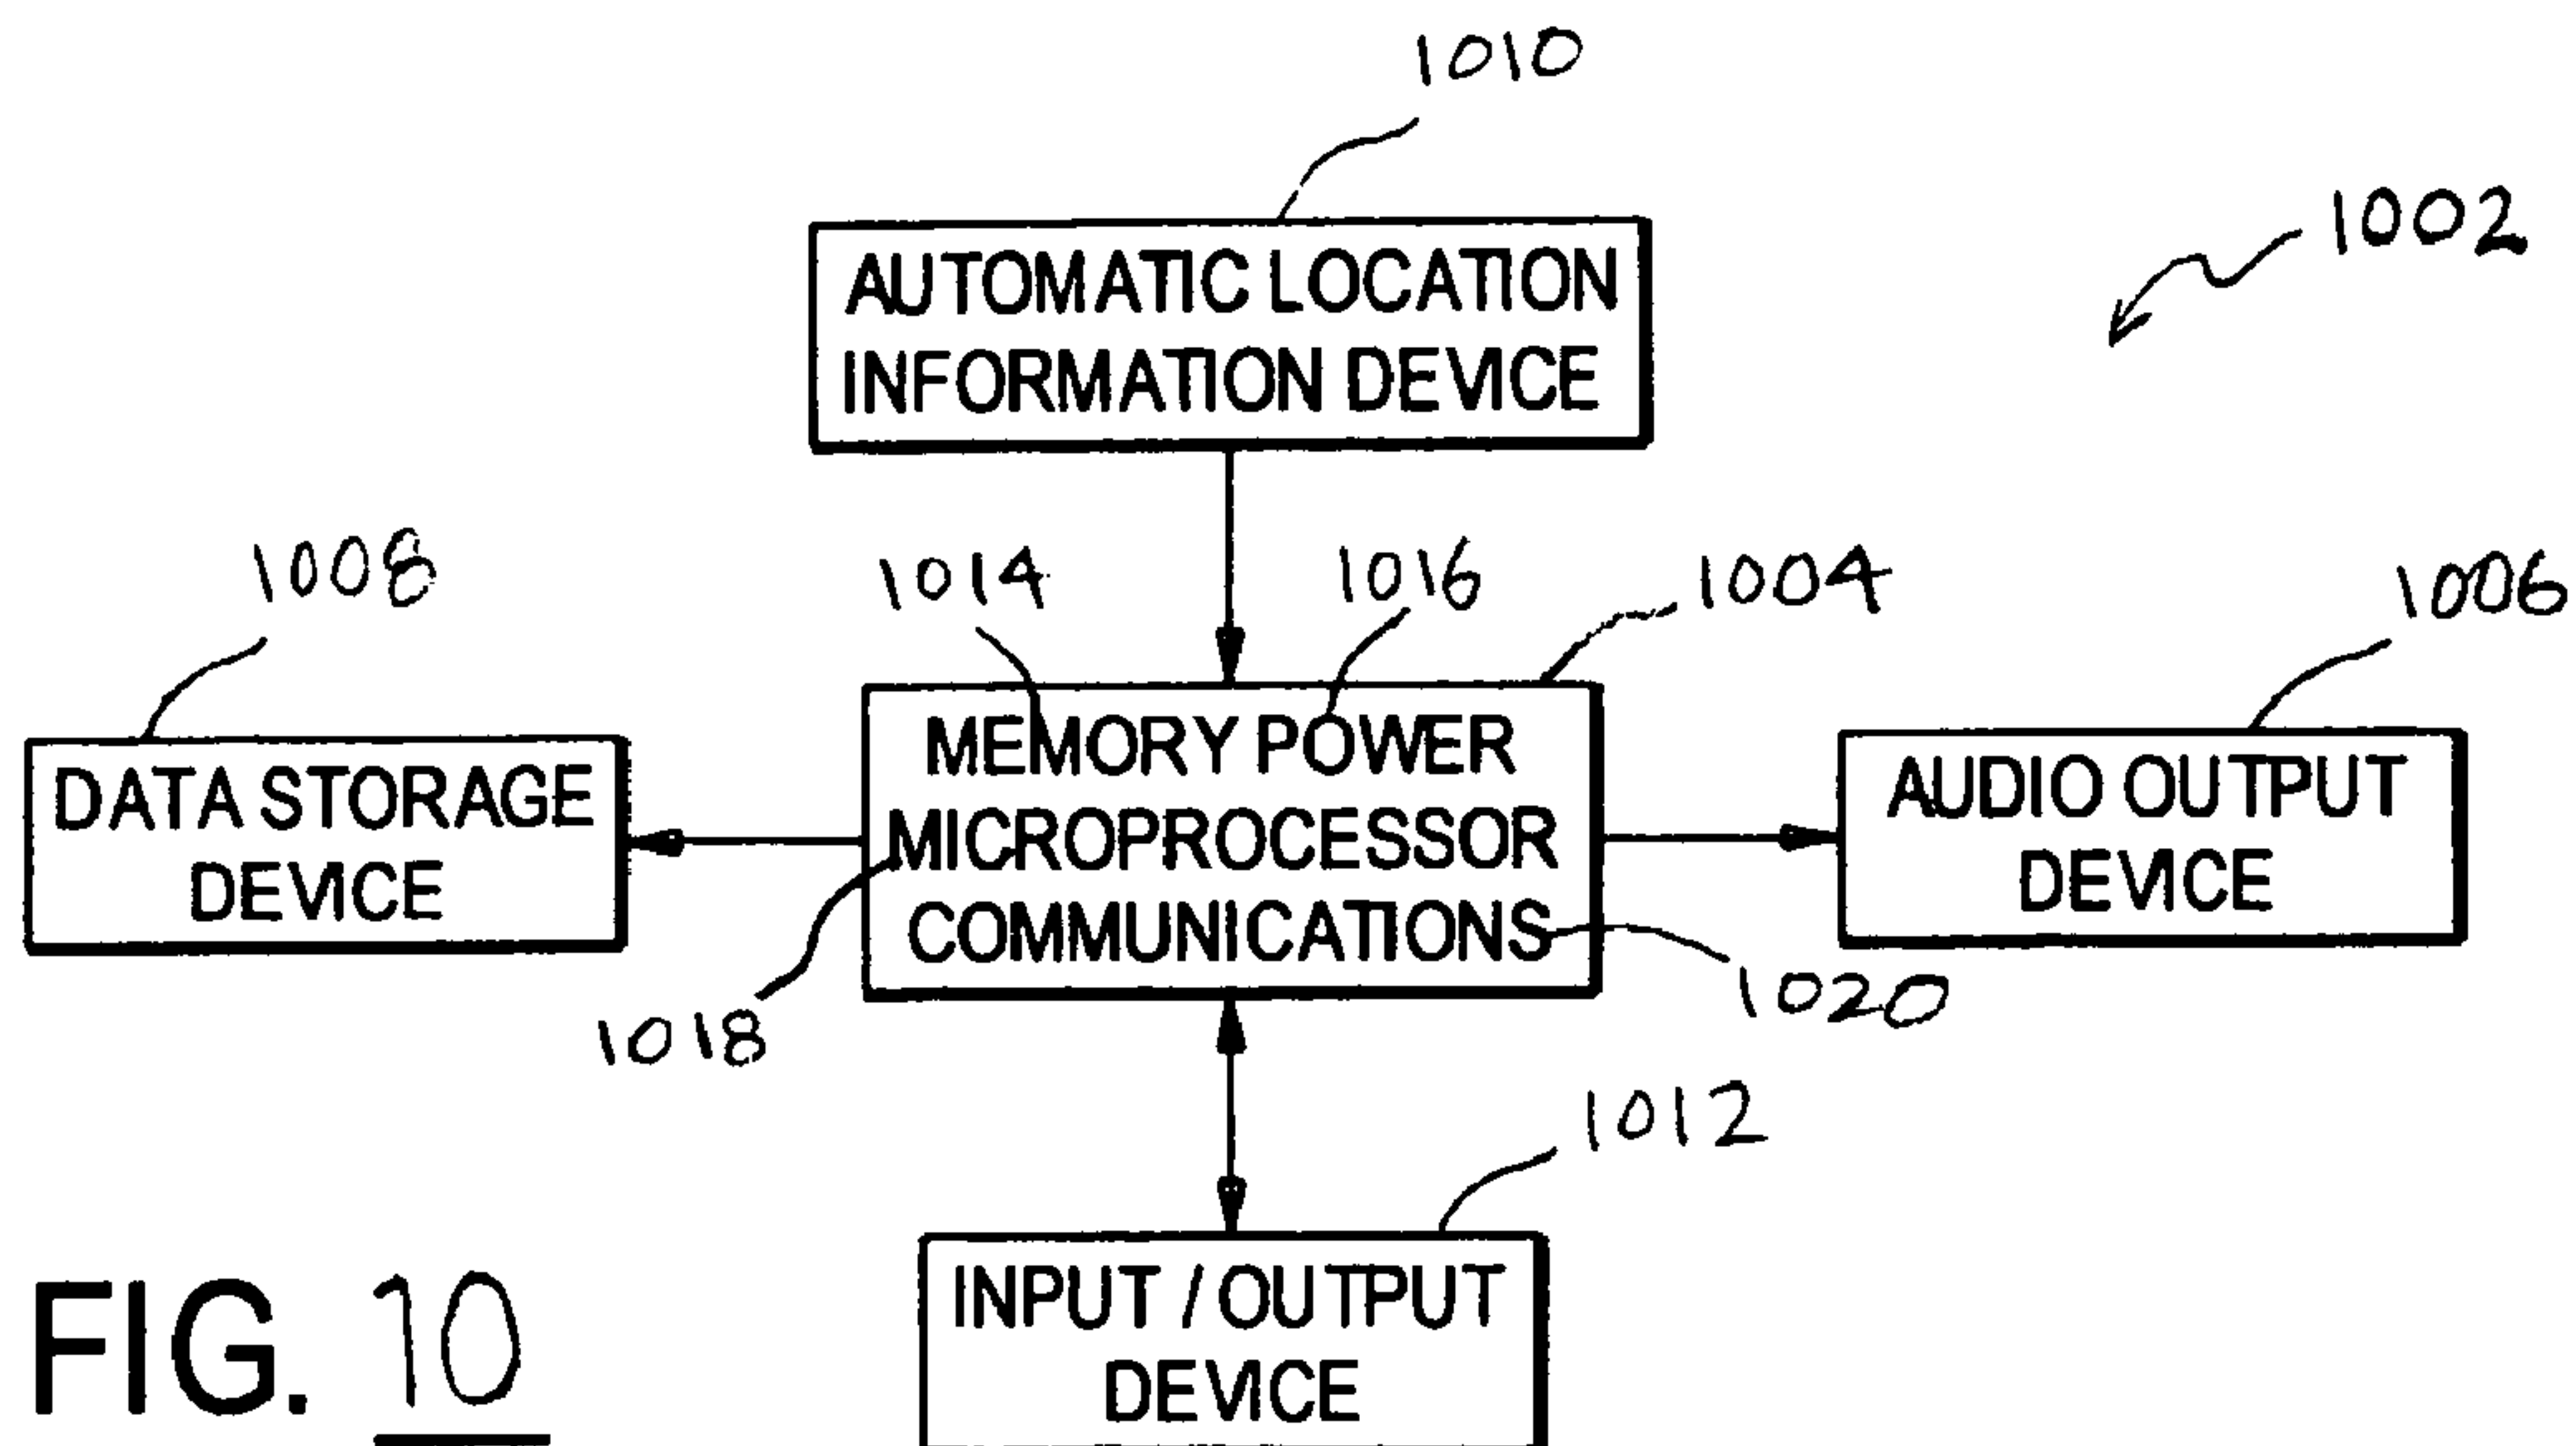 1010
1002
AUTOMATIC LOCATION
INFORMATION DEVICE
1008
1014
1016
1004
1006
DATA STORAGE
DEVICE
MEMORY POWER
MICROPROCESSOR
COMMUNICATIONS
AUDIO OUTPUT
DEVICE
1018
1020
1012
INPUT / OUTPUT
DEVICE
FIG. 10